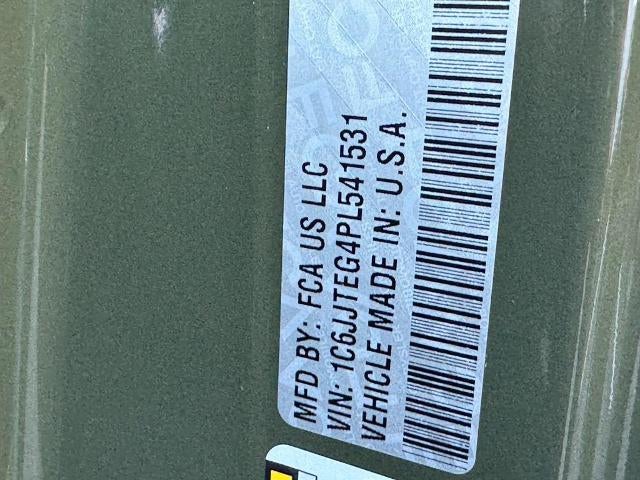 MFD BY: FCA US LLC
VIN: 1C6JJTEG4PL541531
VEHICLE MADE IN: U.S.A.